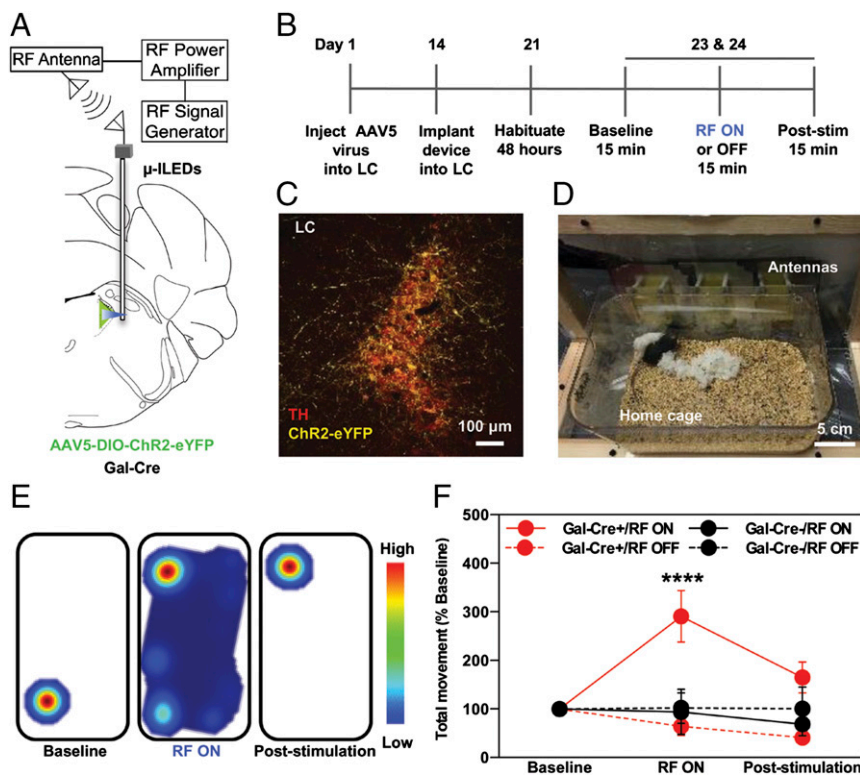 A
RF Antenna
RF Power
Amplifier
RF Signal
Generator
μ-ILEDs
AAV5-DIO-ChR2-eYFP
Gal-Cre
B
Day 1 14 21 23 & 24
Inject AAV5
virus
into LC
Implant
device
into LC
Habituate
48 hours
Baseline
15 min
RF ON
or OFF
15 min
Post-stim
15 min
C
LC
TH
ChR2-eYFP
100 μm
D
Antennas
Home cage
5 cm
E
Baseline
RF ON
Post-stimulation
High
Low
F
Total movement (% Baseline)
500
400
300
200
100
0
Gal-Cre+/RF ON
Gal-Cre+/RF OFF
Gal-Cre-/RF ON
Gal-Cre-/RF OFF
****
Baseline
RF ON
Post-stimulation